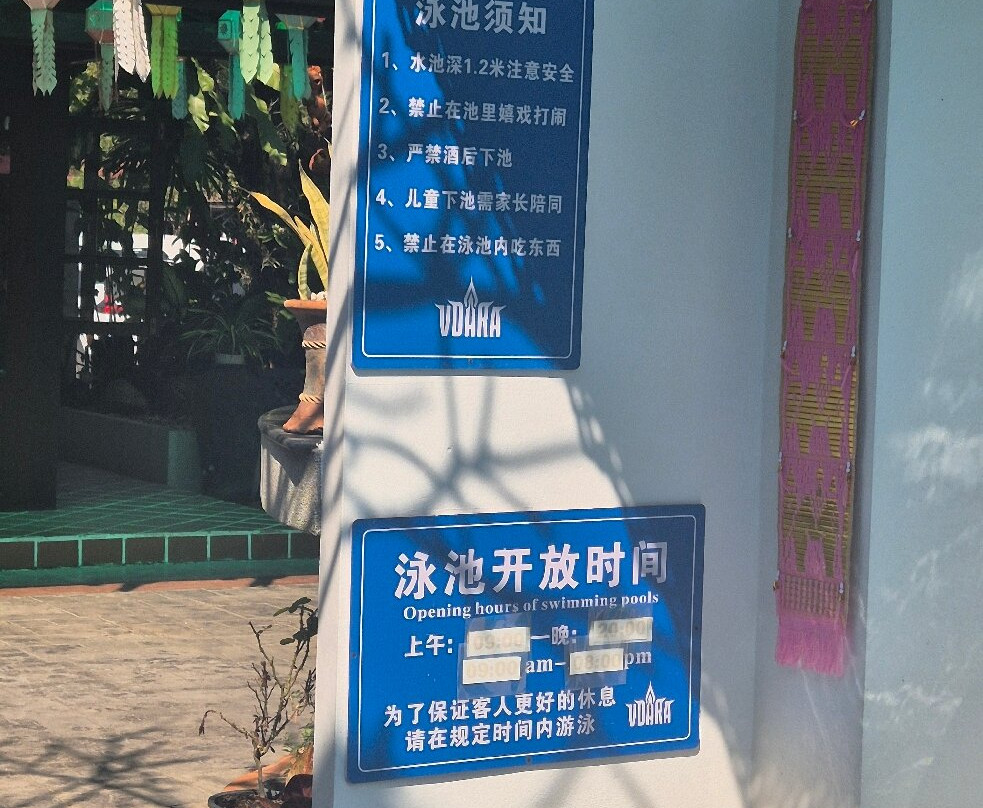 泳池须知
1、水池深1.2米注意安全
2、禁止在池里嬉戏打闹
3、严禁酒后下池
4、儿童下池需家长陪同
5、禁止在泳池内吃东西
VDARA
泳池开放时间
Opening hours of swimming pools
上午: 09:00—晚: 20:00
09:00am–08:00pm
为了保证客人更好的休息
请在规定时间内游泳
VDARA